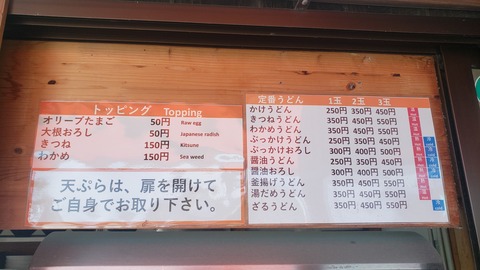 トッピング Topping
オリーブたまご 50円 Raw egg
大根おろし 50円 Japanese radish
きつね 150円 Kitsune
わかめ 150円 Sea weed
天ぷらは、扉を開けて
ご自身でお取り下さい。
定番うどん 1玉 2玉 3玉
かけうどん 250円 350円 450円
きつねうどん 350円 450円 550円
わかめうどん 350円 450円 550円
ぶっかけうどん 250円 350円 450円
ぶっかけおろし 300円 400円 500円
醤油うどん 250円 350円 450円
醤油おろし 300円 400円 500円
釜揚げうどん 350円 450円 550円
湯だめうどん 350円 450円 550円
ざるうどん 350円 450円 550円